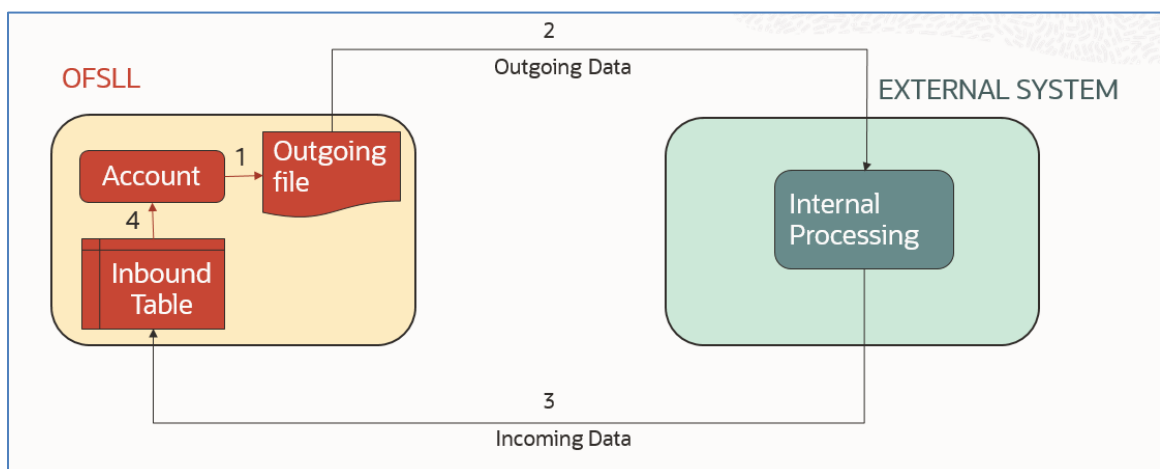 2
Outgoing Data
OFSLL
EXTERNAL SYSTEM
Account
1
Outgoing
file
Internal
Processing
4
Inbound
Table
3
Incoming Data